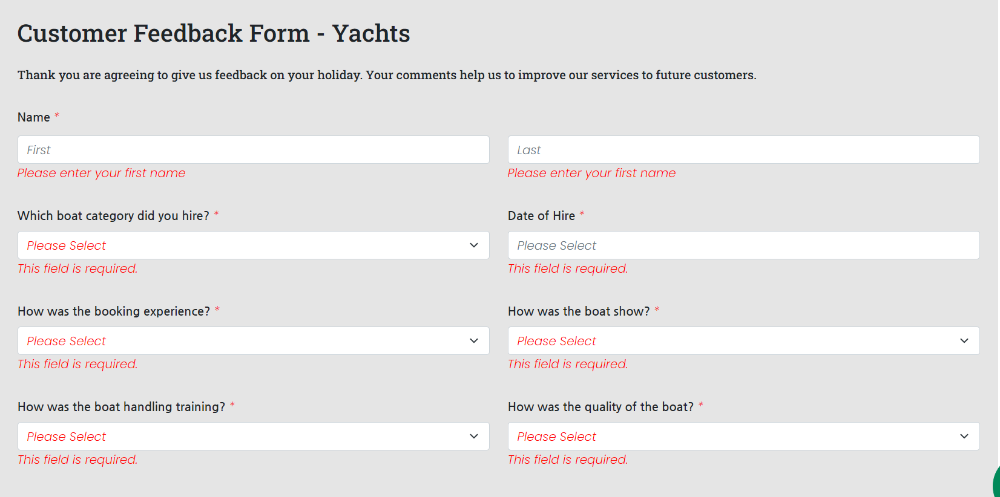 Customer Feedback Form - Yachts
Thank you are agreeing to give us feedback on your holiday. Your comments help us to improve our services to future customers.
Name *
First
Last
Please enter your first name
Please enter your first name
Which boat category did you hire? *
Date of Hire *
Please Select
Please Select
This field is required.
This field is required.
How was the booking experience? *
How was the boat show? *
Please Select
Please Select
This field is required.
This field is required.
How was the boat handling training? *
How was the quality of the boat? *
Please Select
Please Select
This field is required.
This field is required.